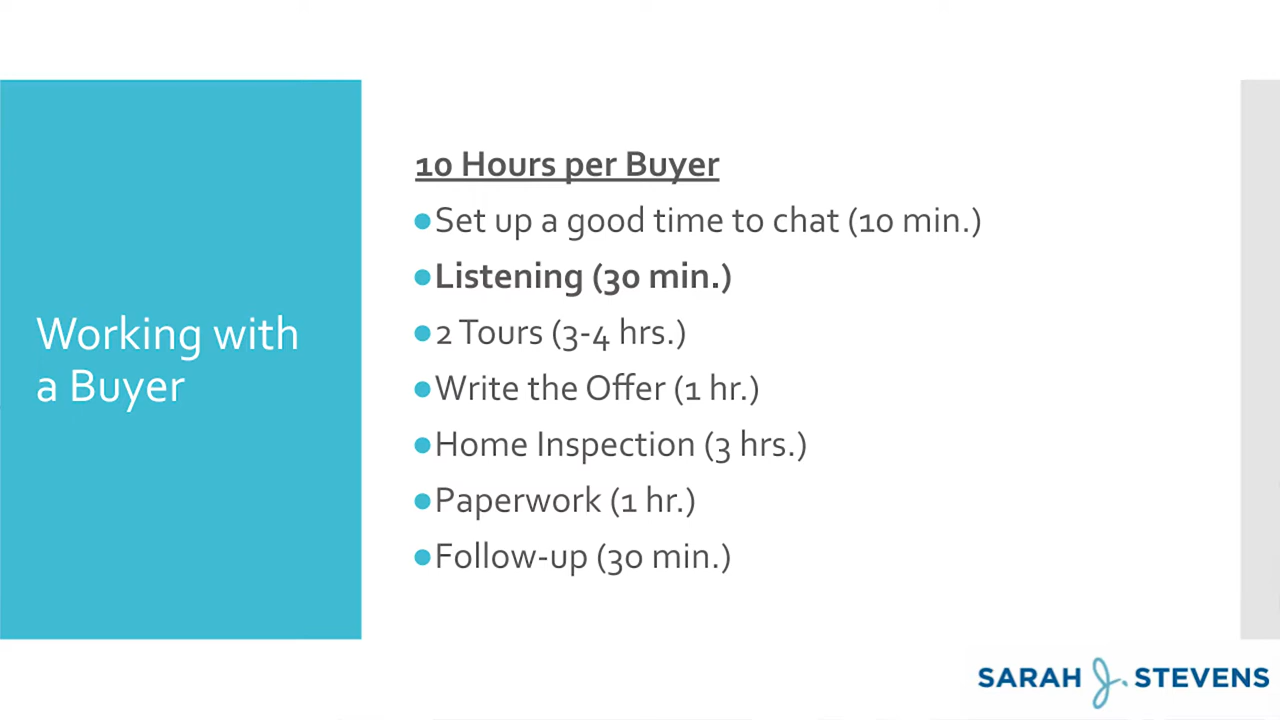 Working with
a Buyer
10 Hours per Buyer
●Set up a good time to chat (10 min.)
●Listening (30 min.)
●2 Tours (3-4 hrs.)
●Write the Offer (1 hr.)
●Home Inspection (3 hrs.)
●Paperwork (1 hr.)
●Follow-up (30 min.)
SARAH J. STEVENS